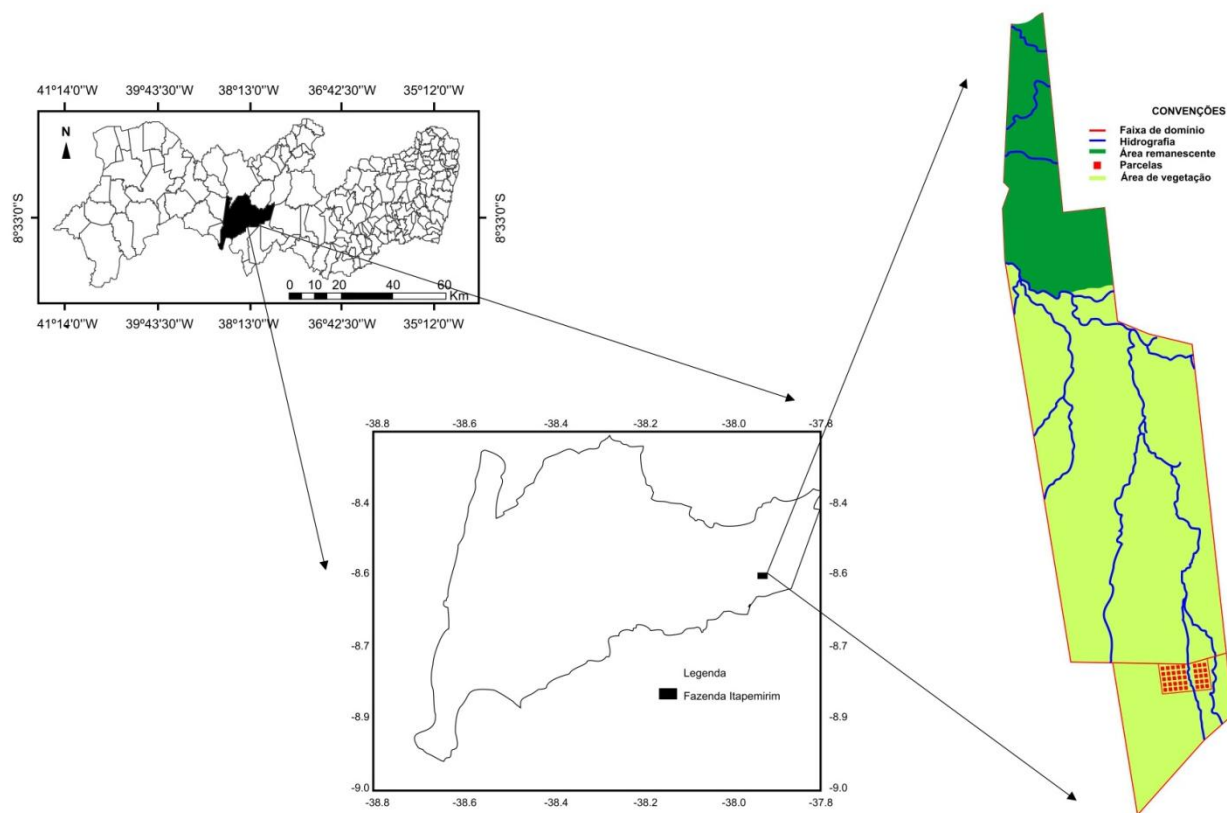 41°14'0"W 39°43'30"W 38°13'0"W 36°42'30"W 35°12'0"W
N
8°33'0"S
8°33'0"S
0 10 20 40 60
Km
41°14'0"W 39°43'30"W 38°13'0"W 36°42'30"W 35°12'0"W
CONVENÇÕES
Faixa de domínio
Hidrografia
Área remanescente
Parcelas
Área de vegetação
-38.8 -38.6 -38.4 -38.2 -38.0 -37.8
-8.4 -8.4
-8.6 -8.6
-8.7 -8.7
Legenda
Fazenda Itapemirim
-8.9 -8.9
-9.0 -9.0
-38.8 -38.6 -38.4 -38.2 -38.0 -37.8